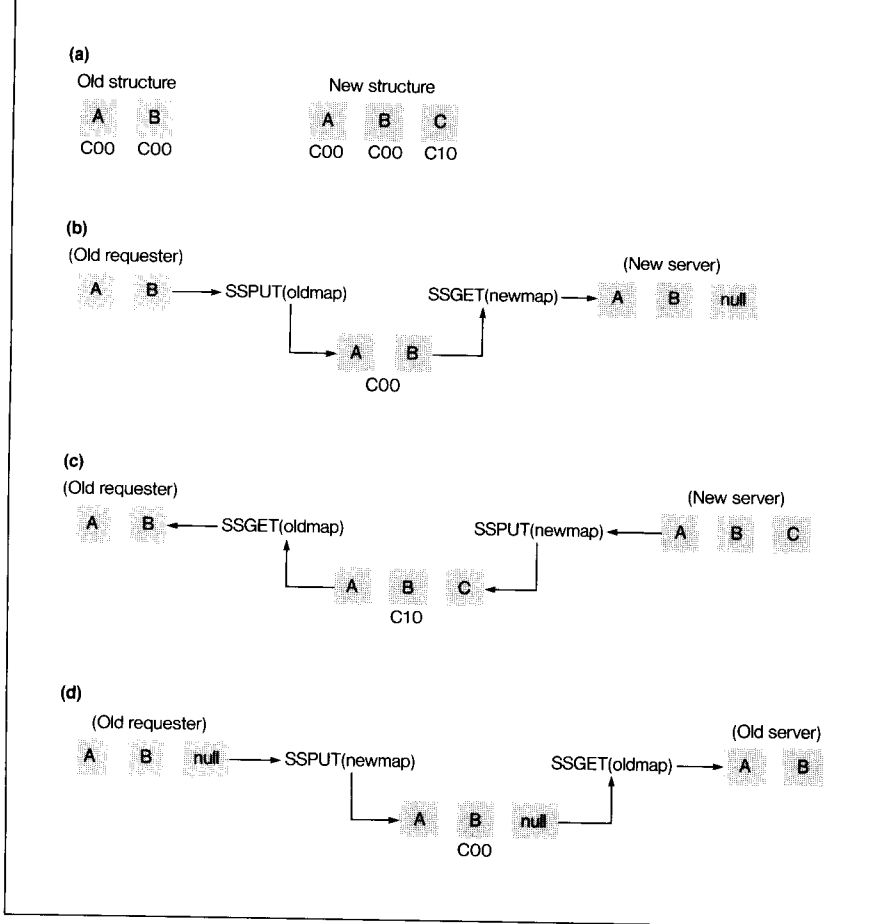 (a)
Old structure
New structure
A B
A B C
C00 C00
C00 C00 C10
(b)
(Old requester)
(New server)
A B SSPUT(oldmap) SSGET(newmap) A B null
A B
C00
(c)
(Old requester)
(New server)
A B SSGET(oldmap) SSPUT(newmap) A B C
A B C
C10
(d)
(Old requester)
(Old server)
A B null SSPUT(newmap) SSGET(oldmap) A B
A B null
C00